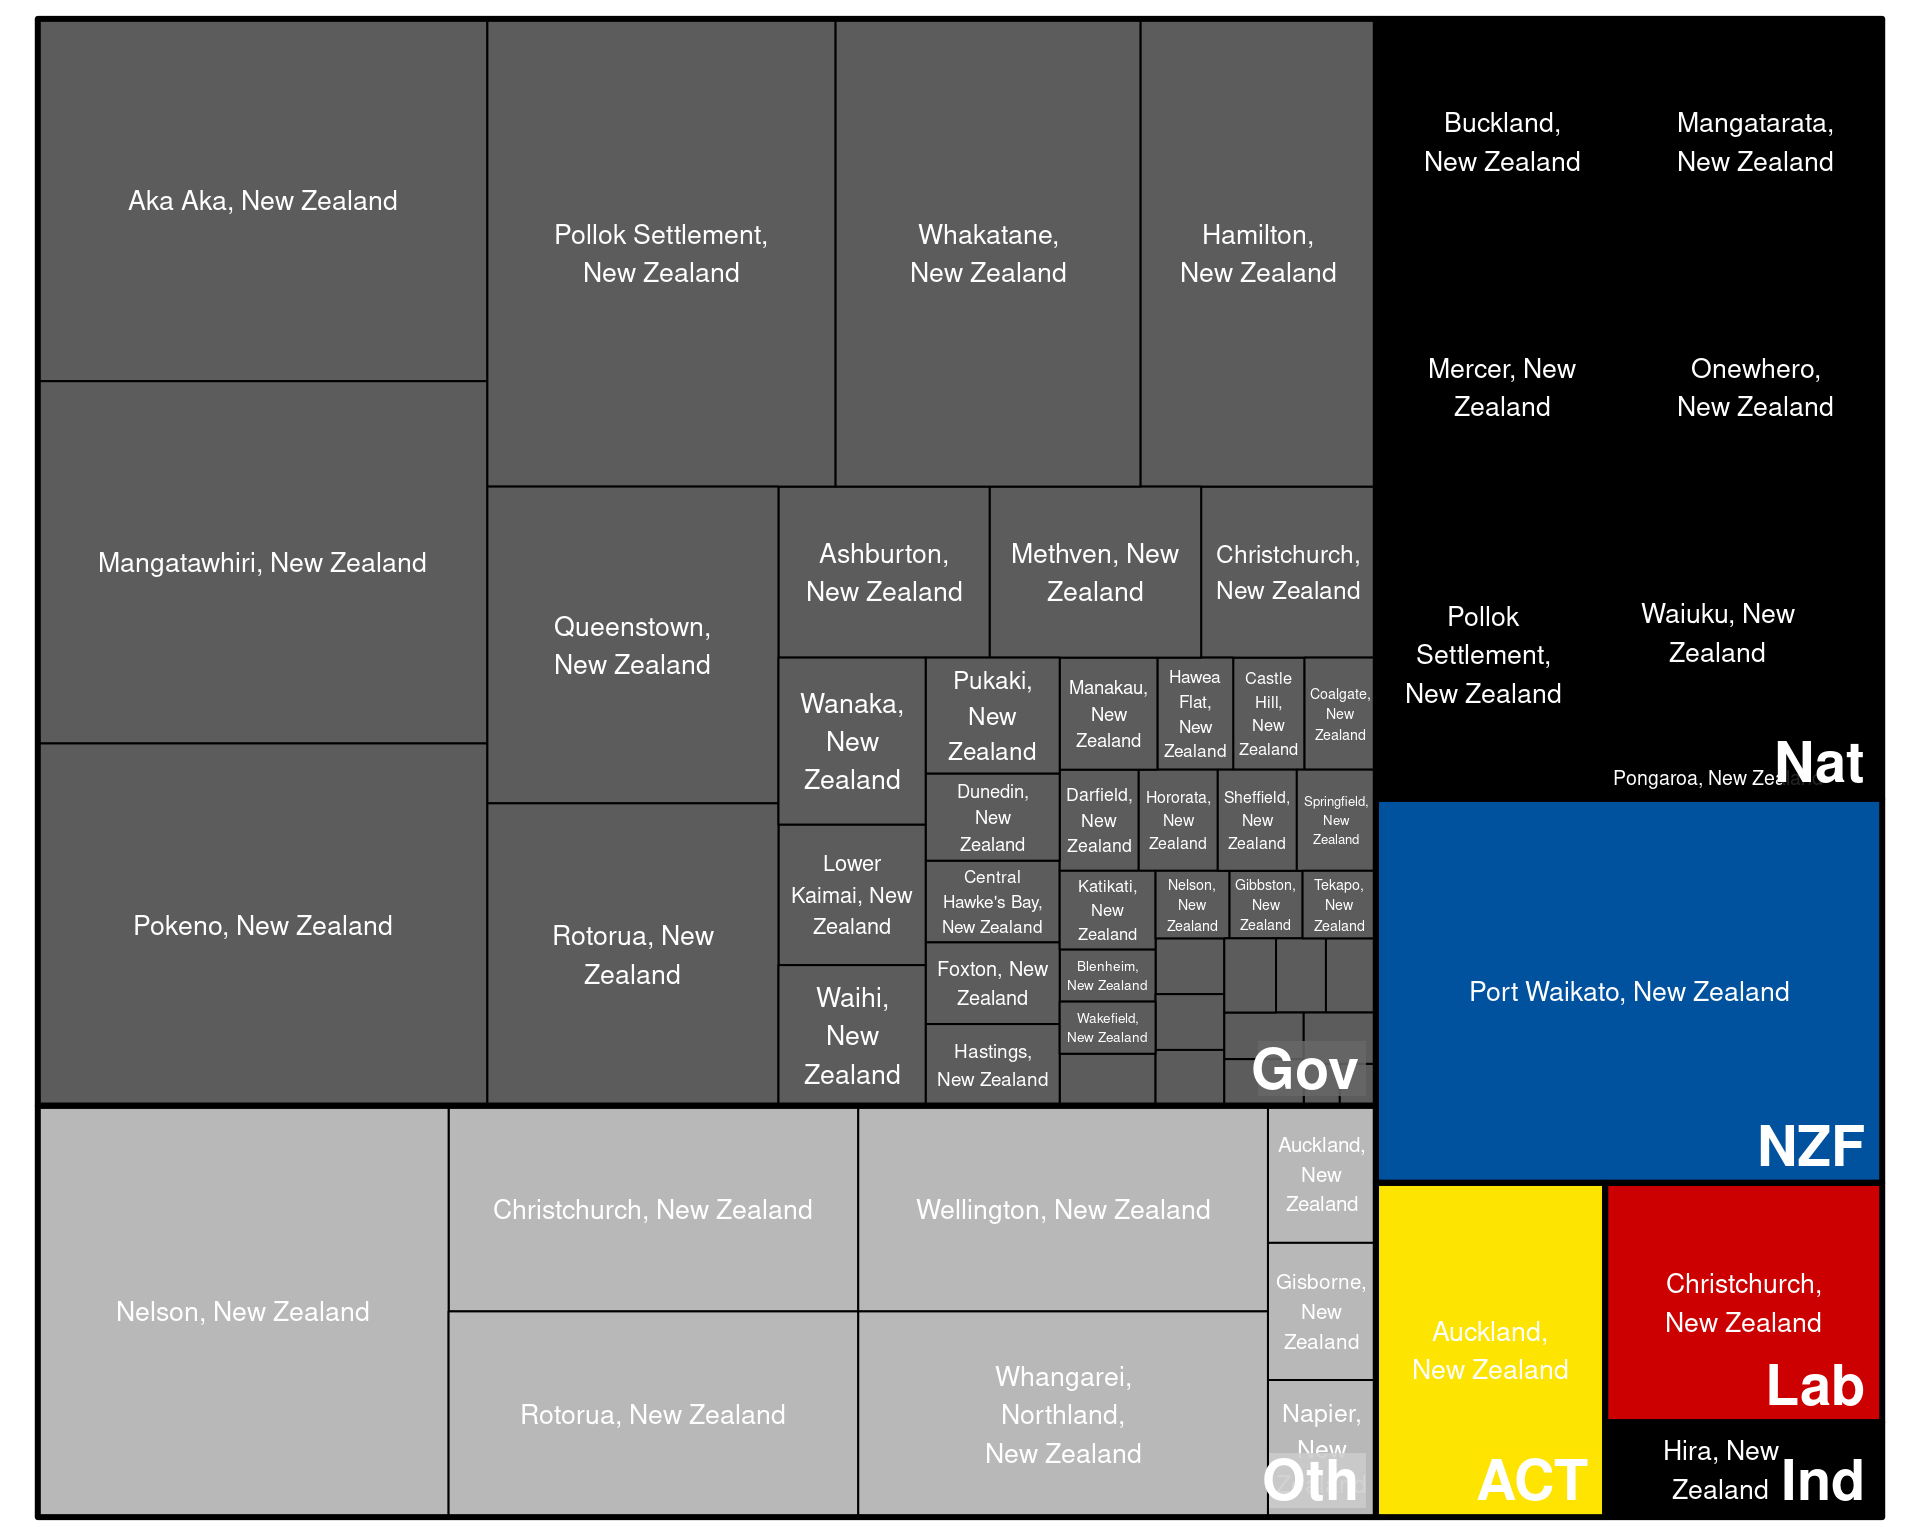 Aka Aka, New Zealand
Mangatawhiri, New Zealand
Pokeno, New Zealand
Pollok Settlement,
New Zealand
Whakatane,
New Zealand
Hamilton,
New Zealand
Queenstown,
New Zealand
Rotorua, New
Zealand
Ashburton,
New Zealand
Methven, New
Zealand
Christchurch,
New Zealand
Wanaka,
New
Zealand
Lower
Kaimai, New
Zealand
Waihi,
New
Zealand
Pukaki,
New
Zealand
Dunedin,
New
Zealand
Central
Hawke's Bay,
New Zealand
Foxton, New
Zealand
Hastings,
New Zealand
Manakau,
New
Zealand
Hawea
Flat,
New
Zealand
Castle
Hill,
New
Zealand
Coalgate,
New
Zealand
Darfield,
New
Zealand
Hororata,
New
Zealand
Sheffield,
New
Zealand
Springfield,
New
Zealand
Katikati,
New
Zealand
Nelson,
New
Zealand
Gibbston,
New
Zealand
Tekapo,
New
Zealand
Blenheim,
New Zealand
Wakefield,
New Zealand
Gov
Nelson, New Zealand
Christchurch, New Zealand
Rotorua, New Zealand
Wellington, New Zealand
Whangarei,
Northland,
New Zealand
Auckland,
New
Zealand
Gisborne,
New
Zealand
Napier,
New
Oth
Buckland,
New Zealand
Mangatarata,
New Zealand
Mercer, New
Zealand
Onewhero,
New Zealand
Pollok
Settlement,
New Zealand
Waiuku, New
Zealand
Pongaroa, New
Nat
Port Waikato, New Zealand
NZF
Auckland,
New Zealand
ACT
Christchurch,
New Zealand
Lab
Hira, New
Zealand
Ind